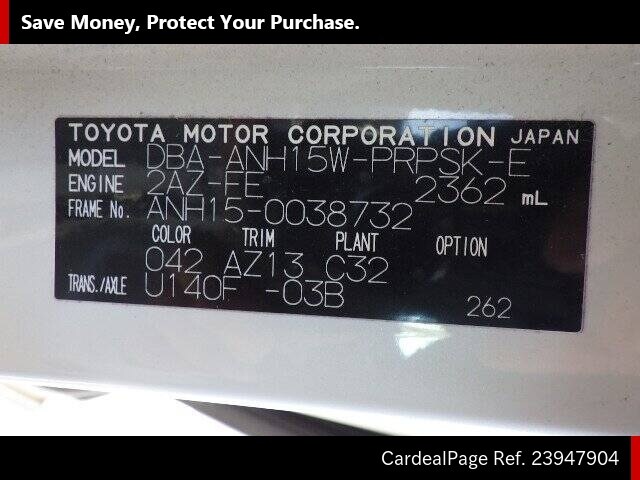 Save Money, Protect Your Purchase.
TOYOTA MOTOR CORPORATION JAPAN
MODEL DBA-ANH15W-PRPSK-E
ENGINE 2AZ-FE 2362 mL
FRAME No. ANH15-0038732
COLOR TRIM PLANT OPTION
042 AZ13 C32
TRANS./AXLE U140F -03B
262
CardealPage Ref. 23947904